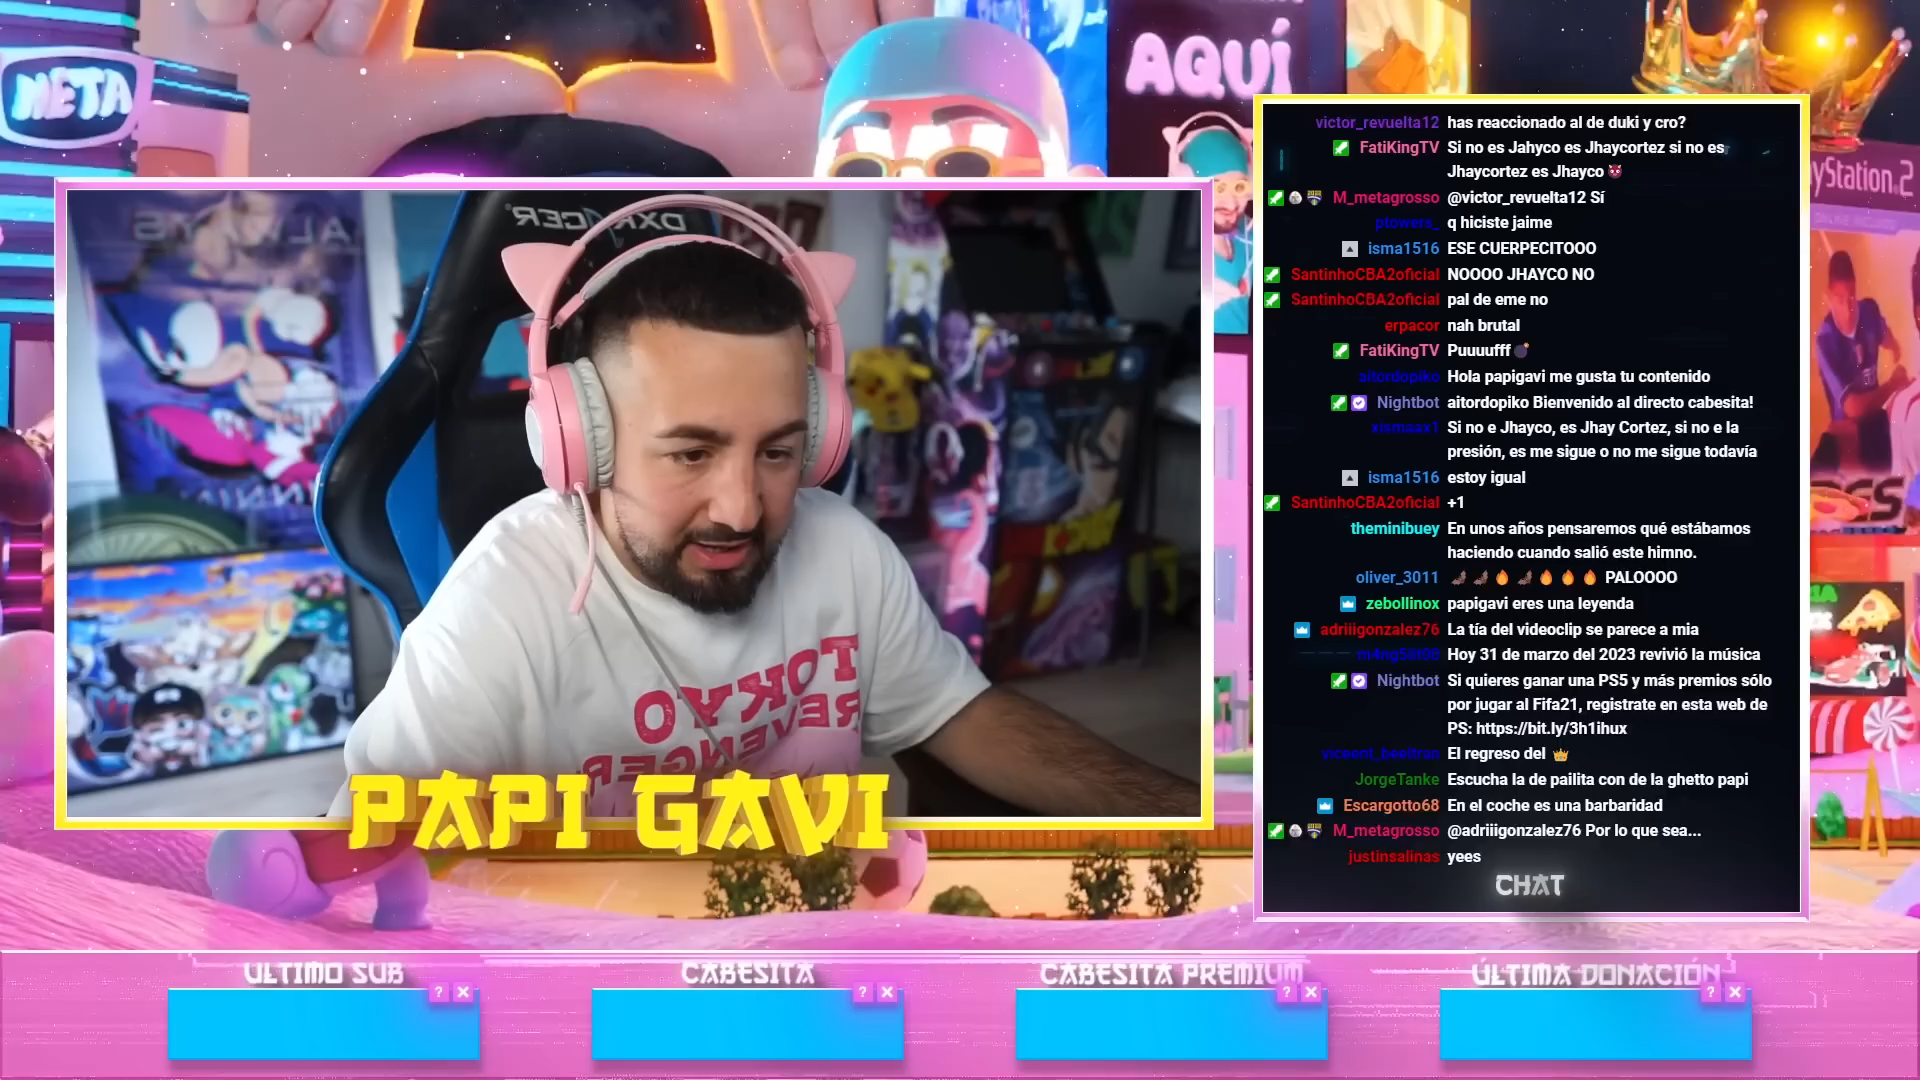 META
AQUÍ
yStation.2
DXRACER
ALWAYS
TOKYO
REVENGER
PAPI GAVI
victor_revuelta12 has reaccionado al de duki y cro?
FatiKingTV Si no es Jahyco es Jhaycortez si no es
Jhaycortez es Jhayco 😈
M_metagrosso @victor_revuelta12 Sí
ptowers_ q hiciste jaime
isma1516 ESE CUERPECITOOO
SantinhoCBA2oficial NOOOO JHAYCO NO
SantinhoCBA2oficial pal de eme no
erpacor nah brutal
FatiKingTV Puuuufff💣
aitordopiko Hola papigavi me gusta tu contenido
Nightbot aitordopiko Bienvenido al directo cabesita!
xismaax1 Si no e Jhayco, es Jhay Cortez, si no e la
presión, es me sigue o no me sigue todavía
isma1516 estoy igual
SantinhoCBA2oficial +1
theminibuey En unos años pensaremos qué estábamos
haciendo cuando salió este himno.
oliver_3011 🦇🦇🔥🦇🔥🔥🔥 PALOOOO
zebollinox papigavi eres una leyenda
adriiigonzalez76 La tía del videoclip se parece a mia
Hoy 31 de marzo del 2023 revivió la música
Nightbot Si quieres ganar una PS5 y más premios sólo
por jugar al Fifa21, registrate en esta web de
PS: https://bit.ly/3h1ihux
viceent_beeltran El regreso del 👑
JorgeTanke Escucha la de pailita con de la ghetto papi
Escargotto68 En el coche es una barbaridad
M_metagrosso @adriiigonzalez76 Por lo que sea...
justinsalinas yees
CHAT
ULTIMO SUB
? ×
CABESITA
? ×
CABESITA PREMIUM
? ×
ÚLTIMA DONACIÓN
? ×